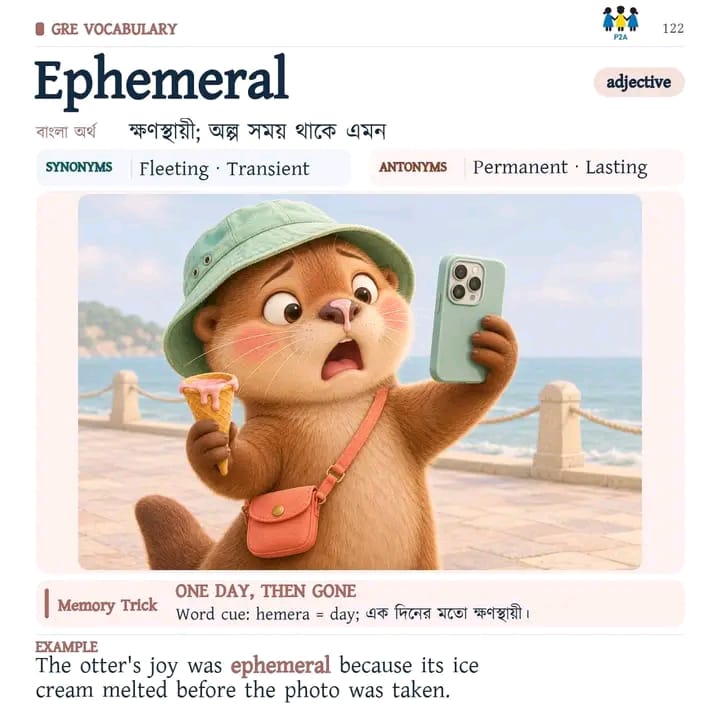 GRE VOCABULARY
P2A
122
Ephemeral
adjective
বাংলা অর্থ ক্ষণস্থায়ী; অল্প সময় থাকে এমন
SYNONYMS Fleeting · Transient
ANTONYMS Permanent · Lasting
Memory Trick
ONE DAY, THEN GONE
Word cue: hemera = day; এক দিনের মতো ক্ষণস্থায়ী।
EXAMPLE
The otter's joy was ephemeral because its ice
cream melted before the photo was taken.